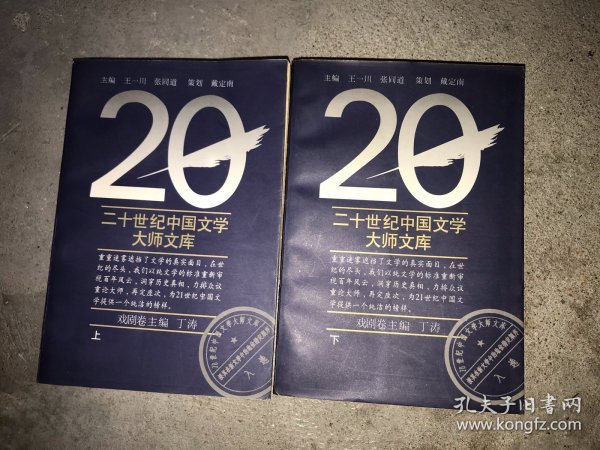 主编 王一川 张同道 策划 戴定南
20
二十世纪中国文学
大师文库
重重迷雾遮挡了文学的真实面目，在世
纪的尽头，我们以纯文学的标准重新审
视百年风云，洞穿历史真相，力排众议
重论大师，再定座次，为21世纪中国文
学提供一个纯洁的榜样。
戏剧卷主编 丁涛
上
入选
主编 王一川 张同道 策划 戴定南
20
二十世纪中国文学
大师文库
重重迷雾遮挡了文学的真实面目，在世
纪的尽头，我们以纯文学的标准重新审
视百年风云，洞穿历史真相，力排众议
重论大师，再定座次，为21世纪中国文
学提供一个纯洁的榜样。
戏剧卷主编 丁涛
下
入选
孔夫子旧书网
www.kongfz.com